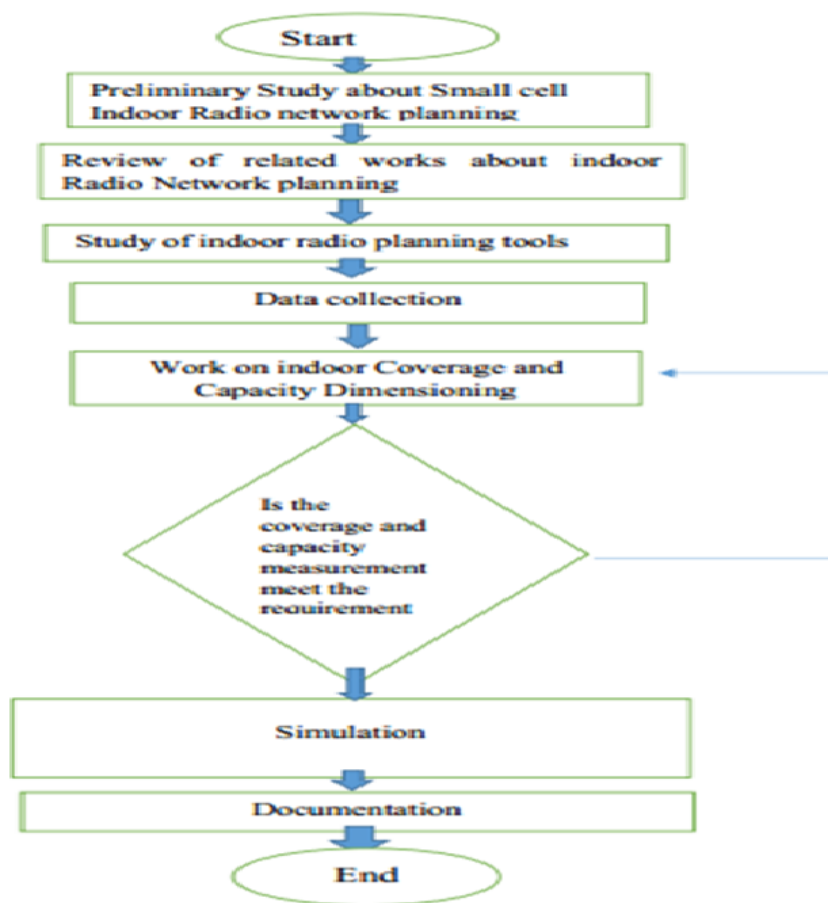 Start
Preliminary Study about Small cell
Indoor Radio network planning
Review of related works about indoor
Radio Network planning
Study of indoor radio planning tools
Data collection
Work on indoor Coverage and
Capacity Dimensioning
Is the
coverage and
capacity
measurement
meet the
requirement
Simulation
Documentation
End